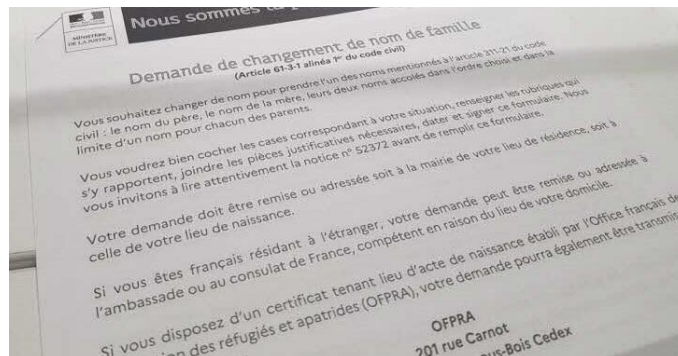 Nous sommes
MINISTÈRE
DE LA JUSTICE
Demande de changement de nom de famille
(Article 61-3-1 alinéa 1er du code civil)
Vous souhaitez changer de nom pour prendre l'un des noms mentionnés à l'article 311-21 du code
civil : le nom du père, le nom de la mère, leurs deux noms accolés dans l'ordre choisi et dans la
limite d'un nom pour chacun des parents.
Vous voudrez bien cocher les cases correspondant à votre situation, renseigner les rubriques qui
s'y rapportent, joindre les pièces justificatives nécessaires, dater et signer ce formulaire. Nous
vous invitons à lire attentivement la notice n° 52372 avant de remplir ce formulaire.
Votre demande doit être remise ou adressée soit à la mairie de votre lieu de résidence, soit à
celle de votre lieu de naissance.
Si vous êtes français résidant à l'étranger, votre demande peut être remise ou adressée à
l'ambassade ou au consulat de France, compétent en raison du lieu de votre domicile.
Si vous disposez d'un certificat tenant lieu d'acte de naissance établi par l'Office français de
des réfugiés et apatrides (OFPRA), votre demande pourra également être transmis
OFPRA
201 rue Carnot
Cedex